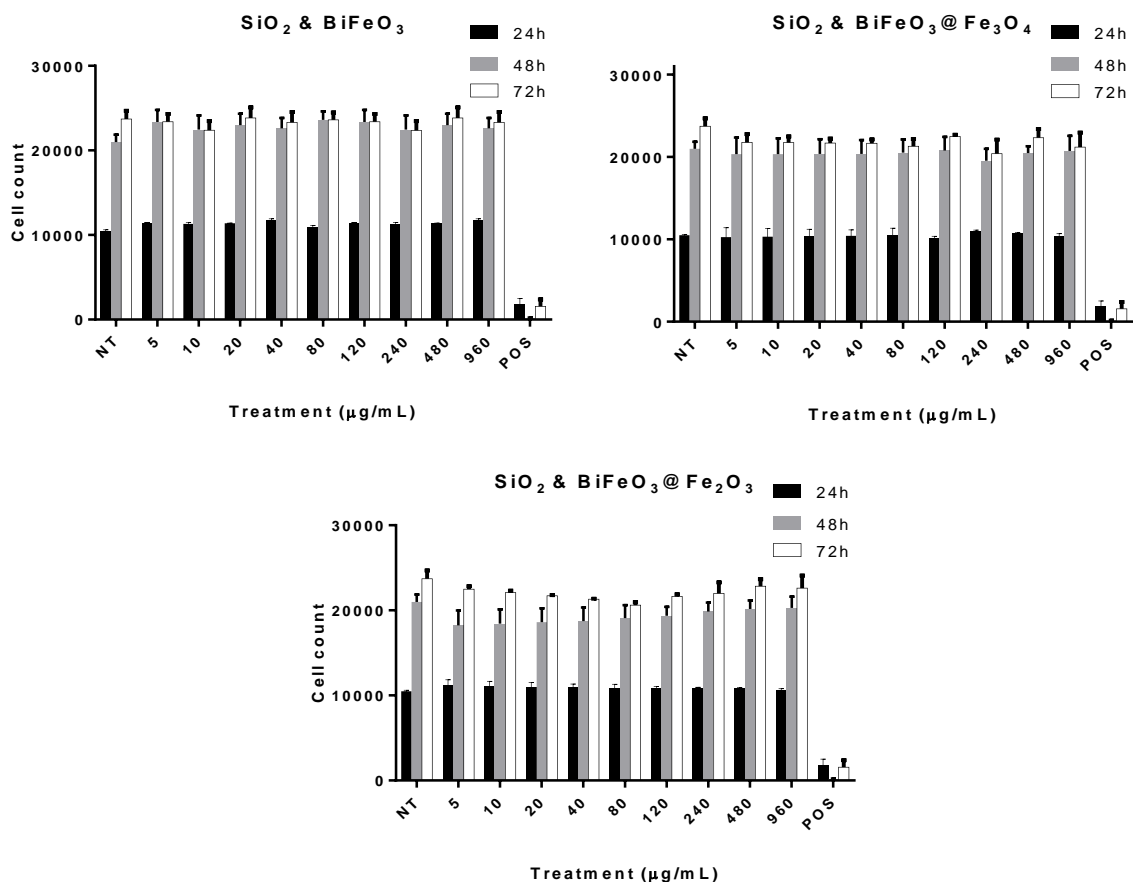 SiO₂ & BiFeO₃
24h
48h
72h
30000
20000
10000
0
Cell count
NT
5
10
20
40
80
120
240
480
960
POS
Treatment (μg/mL)
SiO₂ & BiFeO₃@Fe₃O₄
24h
48h
72h
30000
20000
10000
0
NT
5
10
20
40
80
120
240
480
960
POS
Treatment (μg/mL)
SiO₂ & BiFeO₃@Fe₂O₃
24h
48h
72h
30000
20000
10000
0
Cell count
NT
5
10
20
40
80
120
240
480
960
POS
Treatment (μg/mL)